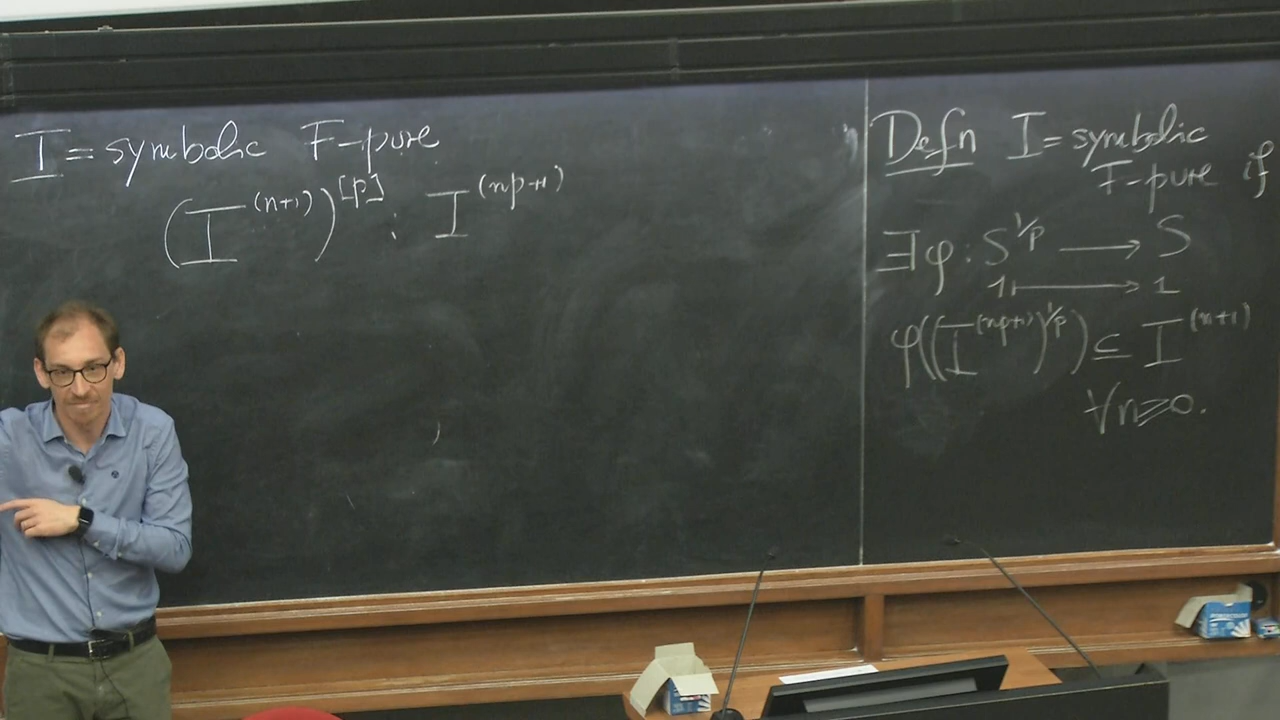 I = symbolic F-pure
(I^(n+1))^[p] : I^(np+1)
Defn I = symbolic
F-pure if
∃ φ : S^1/p → S
1 ↦ 1
φ((I^(np+1))^1/p) ⊆ I^(n+1)
∀ n ≥ 0.